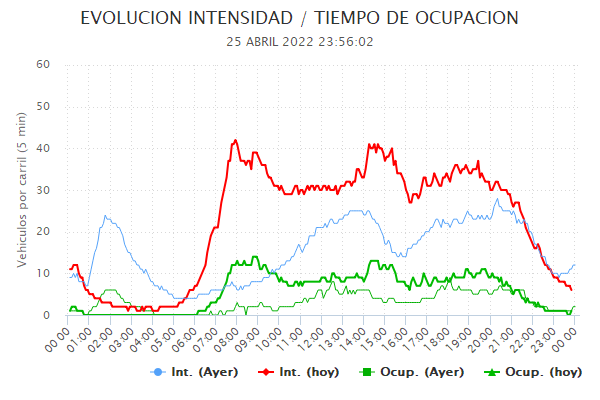 EVOLUCION INTENSIDAD / TIEMPO DE OCUPACION
25 ABRIL 2022 23:56:02
Vehiculos por carril (5 min)
60
50
40
30
20
10
0
00:00 01:00 02:00 03:00 04:00 05:00 06:00 07:00 08:00 09:00 10:00 11:00 12:00 13:00 14:00 15:00 16:00 17:00 18:00 19:00 20:00 21:00 22:00 23:00 00:00
Int. (Ayer) Int. (hoy) Ocup. (Ayer) Ocup. (hoy)